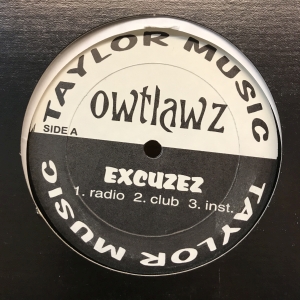 TAYLOR MUSIC
owtlawz
SIDE A
EXCUZEZ
1. radio 2. club 3. inst.
TAYLOR MUSIC